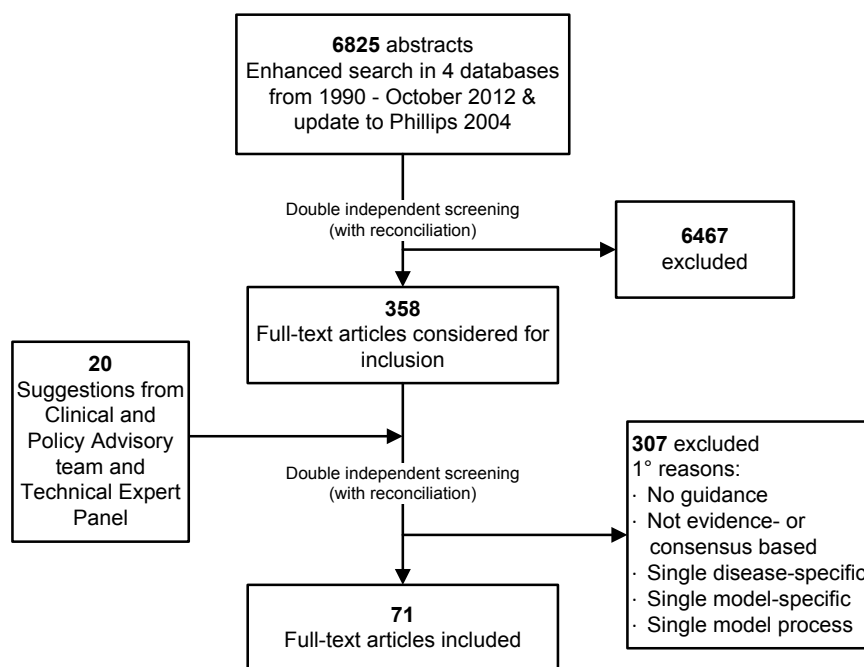 6825 abstracts
Enhanced search in 4 databases
from 1990 - October 2012 &
update to Phillips 2004
Double independent screening
(with reconciliation)
6467
excluded
358
Full-text articles considered for
inclusion
20
Suggestions from
Clinical and
Policy Advisory
team and
Technical Expert
Panel
Double independent screening
(with reconciliation)
307 excluded
1° reasons:
· No guidance
· Not evidence- or
consensus based
· Single disease-specific
· Single model-specific
· Single model process
71
Full-text articles included